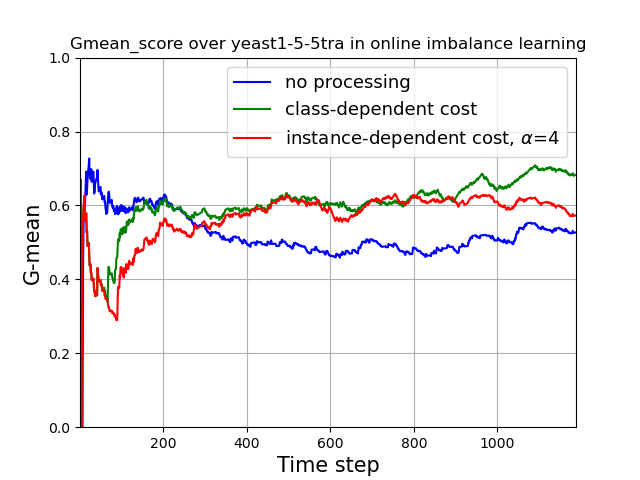 Gmean_score over yeast1-5-5tra in online imbalance learning
1.0
0.8
0.6
0.4
0.2
0.0
G-mean
no processing
class-dependent cost
instance-dependent cost, α=4
200 400 600 800 1000
Time step